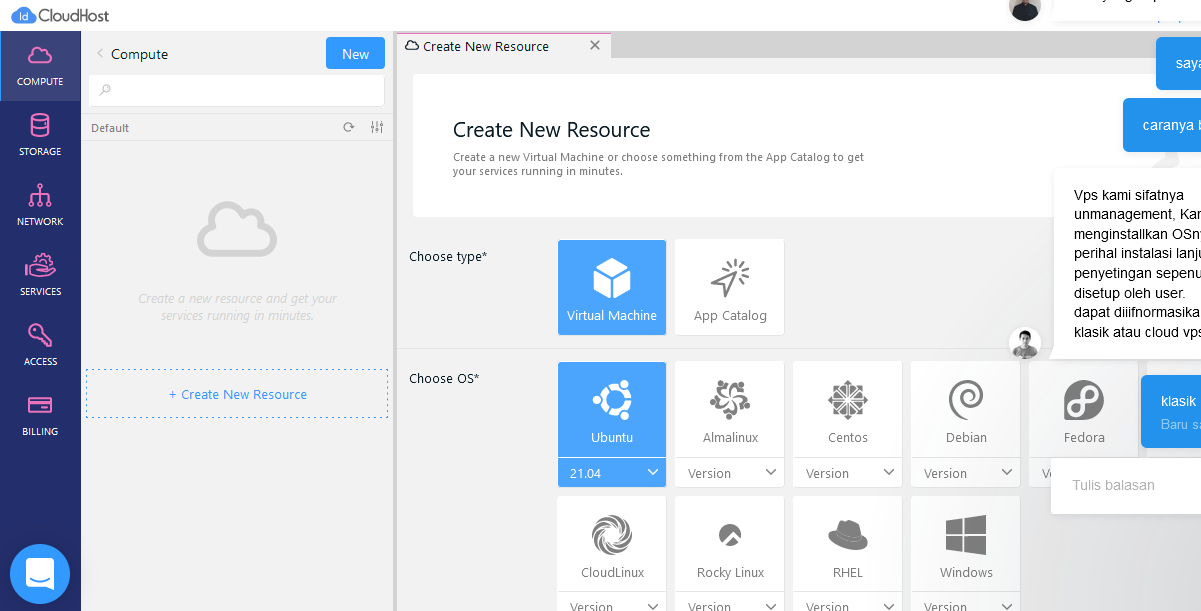 Id CloudHost
COMPUTE
STORAGE
NETWORK
SERVICES
ACCESS
BILLING
Compute
New
Default
Create a new resource and get your
services running in minutes.
+ Create New Resource
Create New Resource
Create New Resource
Create a new Virtual Machine or choose something from the App Catalog to get
your services running in minutes.
Choose type*
Virtual Machine
App Catalog
Choose OS*
Ubuntu
21.04
Almalinux
Version
Centos
Version
Debian
Version
Fedora
CloudLinux
Version
Rocky Linux
Version
RHEL
Version
Windows
Version
saya
caranya b
Vps kami sifatnya
unmanagement, Kam
menginstallkan OSn
perihal instalasi lanju
penyetingan sepenu
disetup oleh user.
dapat diiifnormasika
klasik atau cloud vps
klasik
Baru sa
Tulis balasan